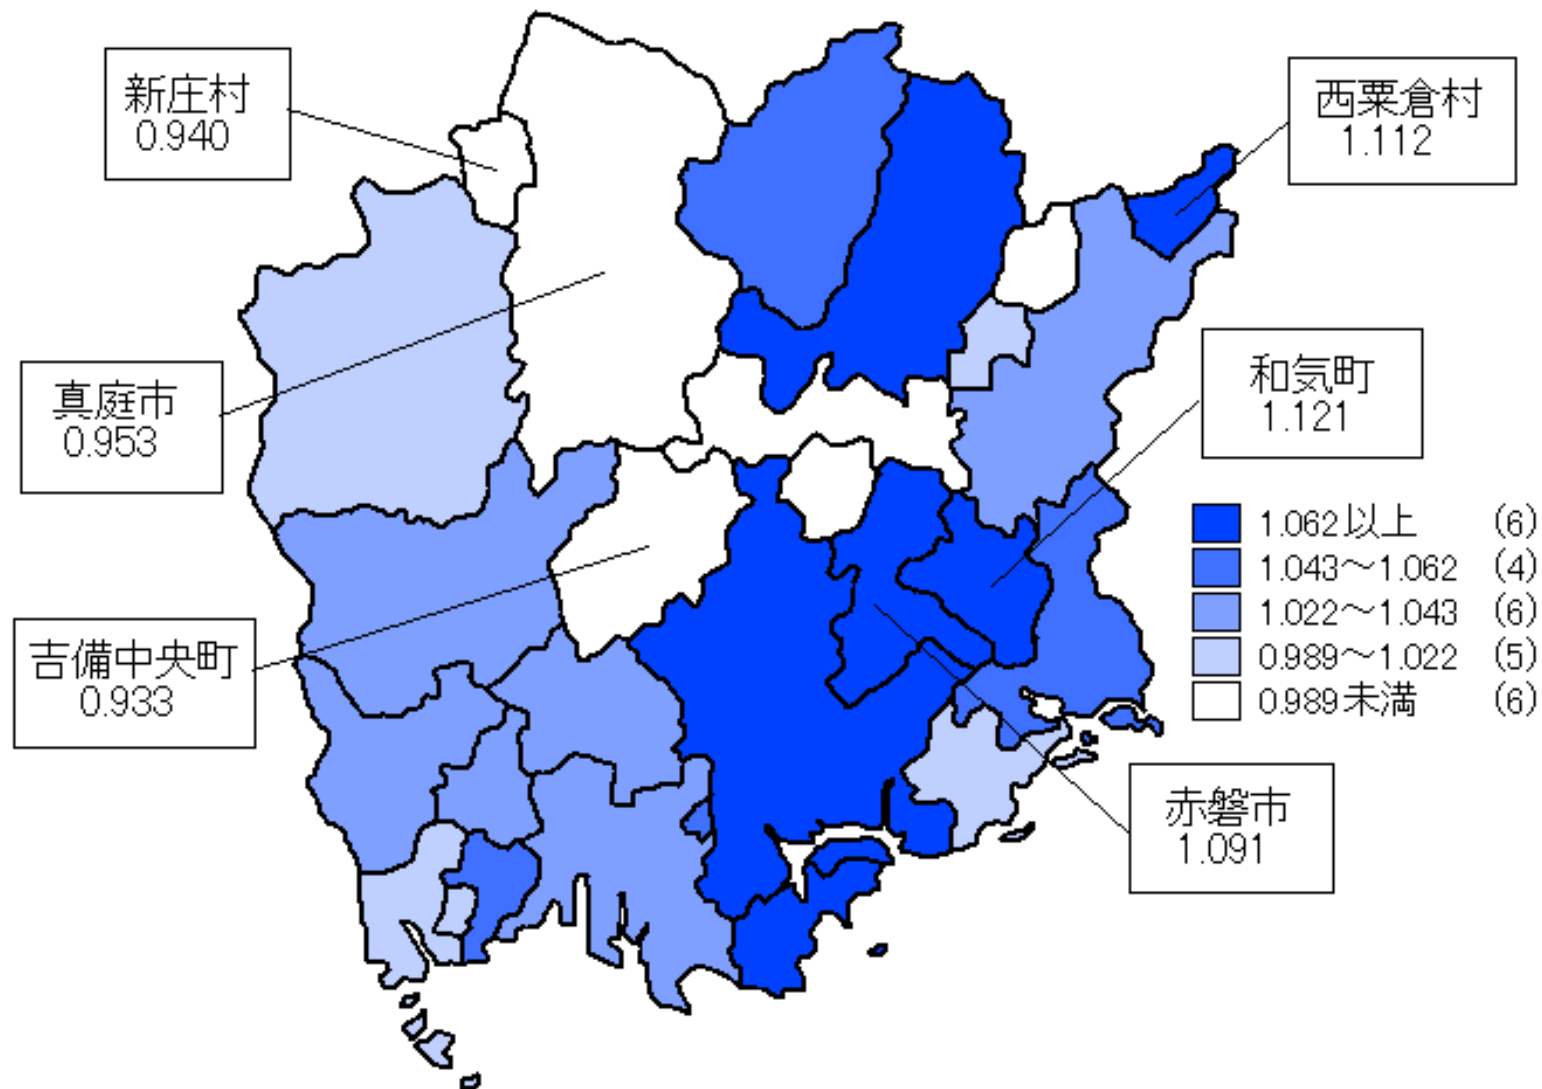 新庄村
0.940
西粟倉村
1.112
真庭市
0.953
和気町
1.121
吉備中央町
0.933
赤磐市
1.091
1.062以上 (6)
1.043～1.062 (4)
1.022～1.043 (6)
0.989～1.022 (5)
0.989未満 (6)